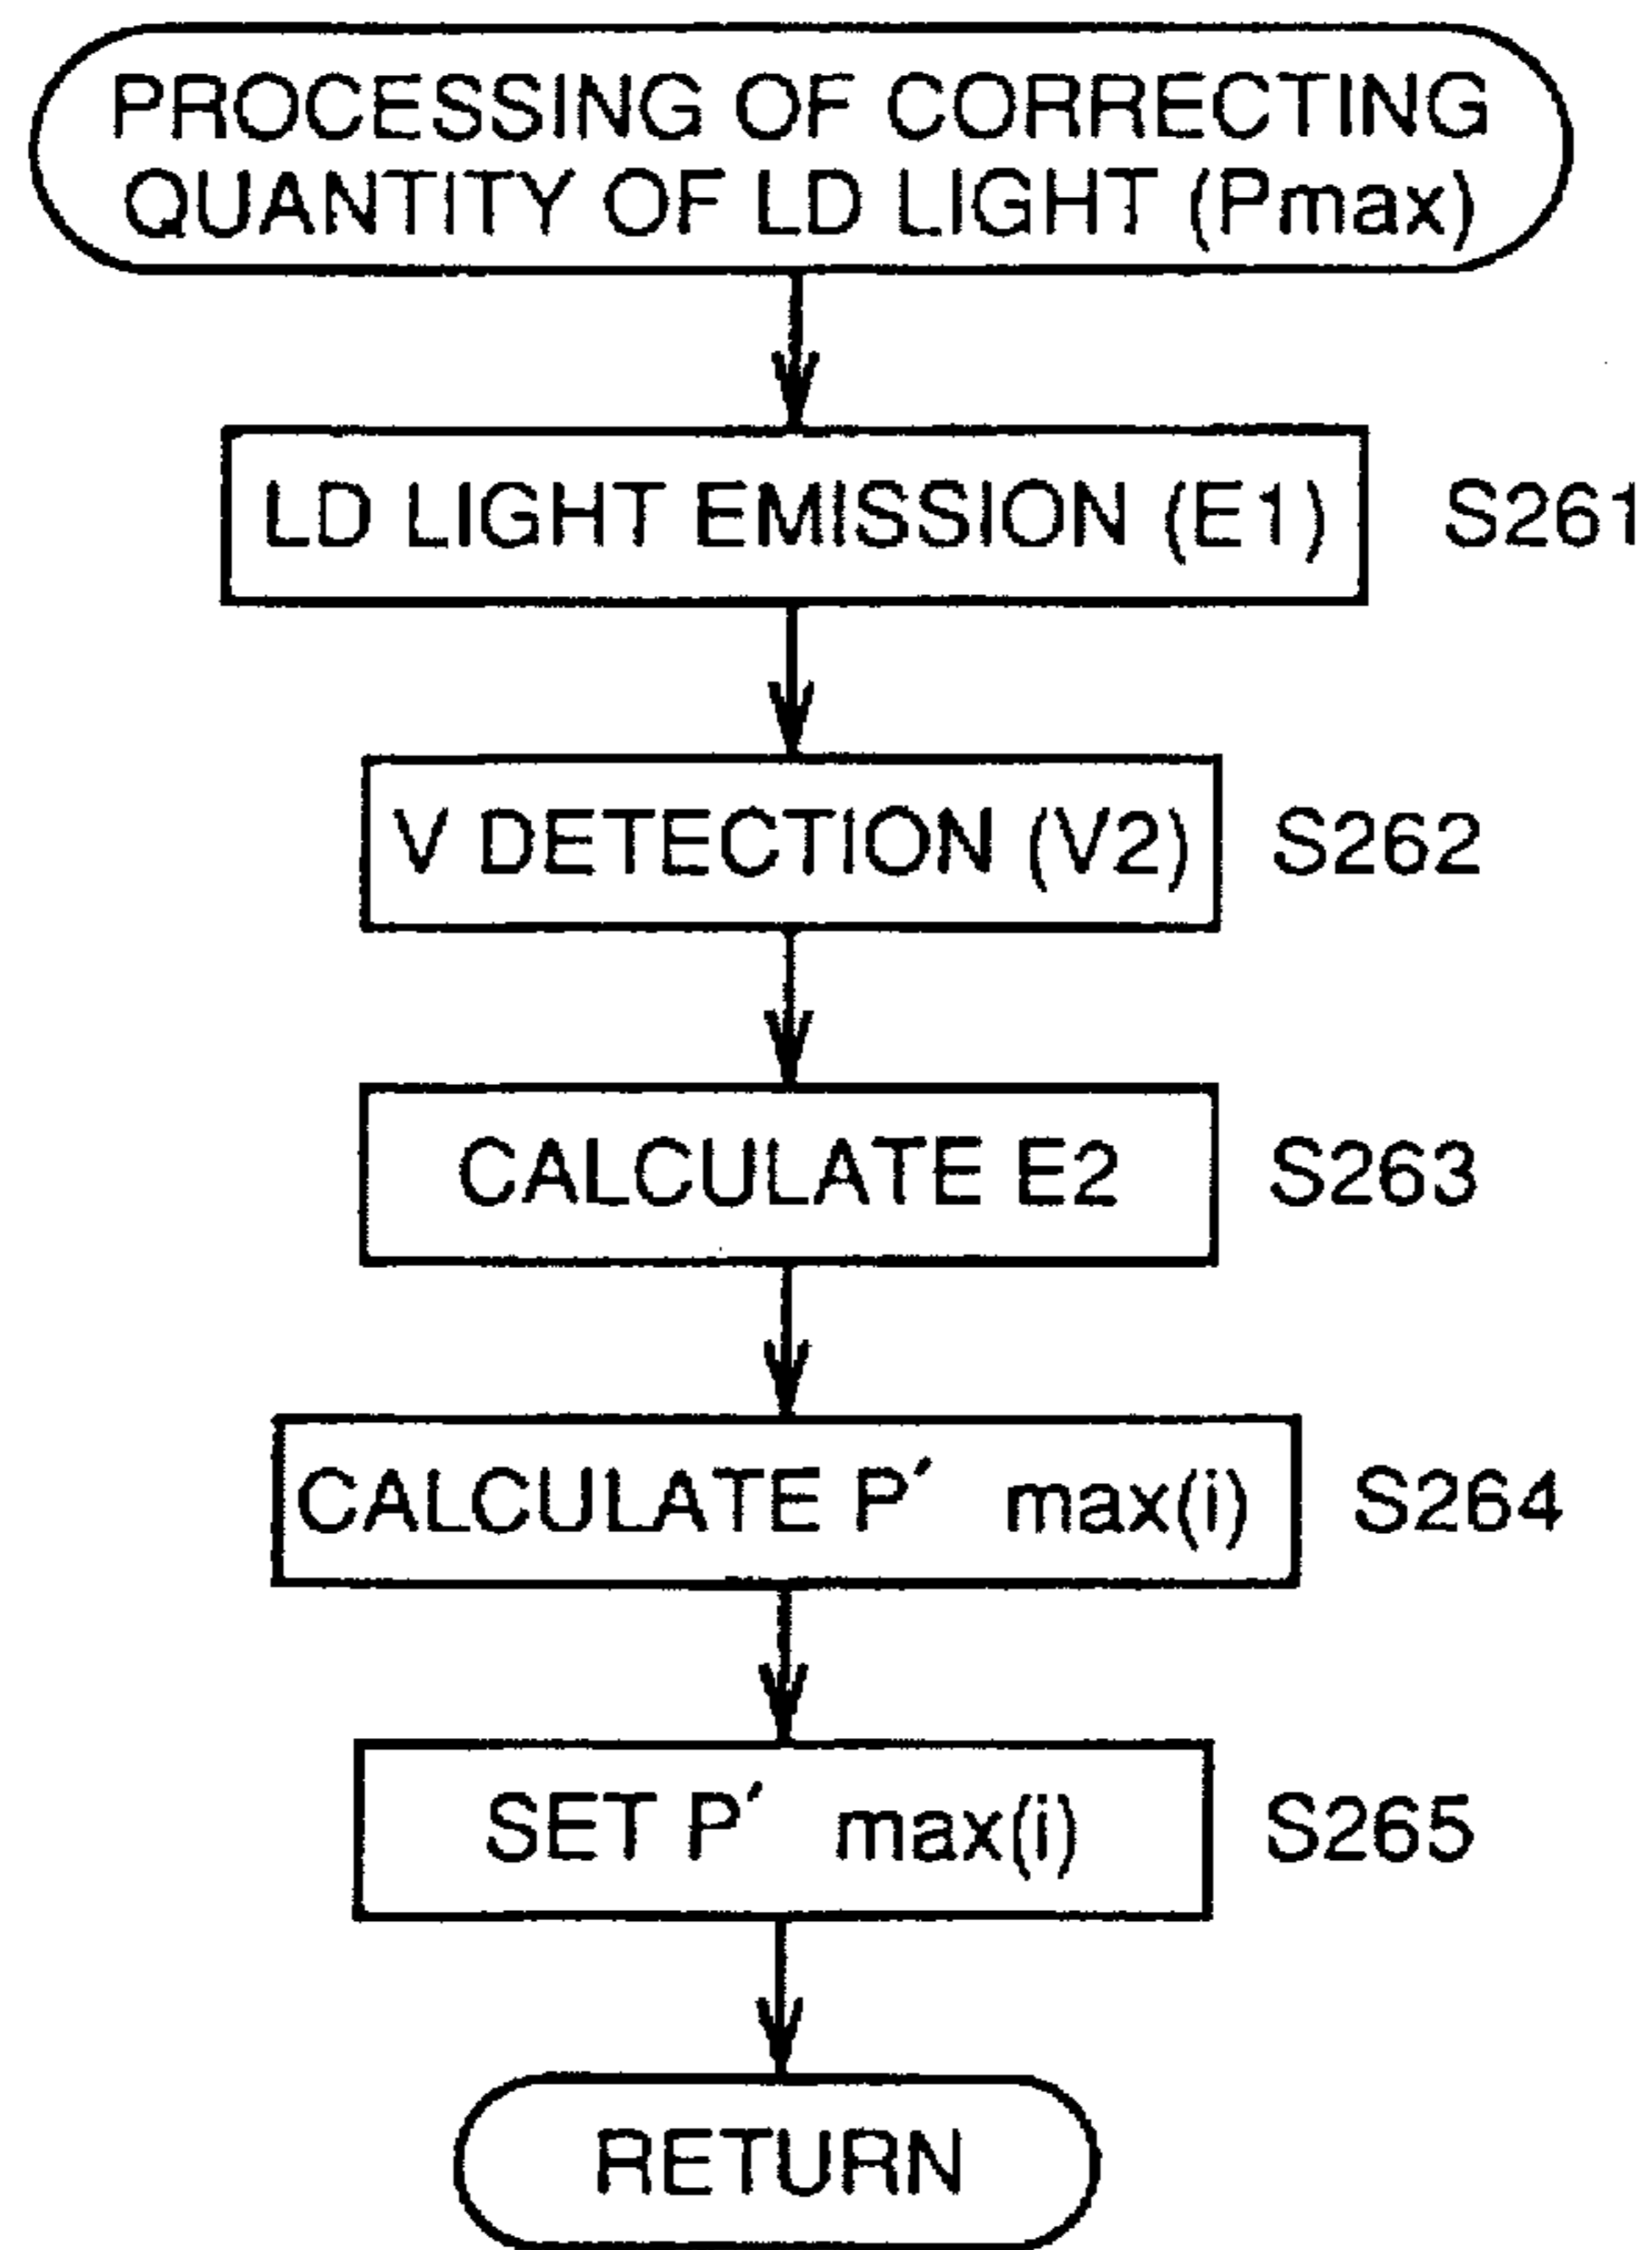 PROCESSING OF CORRECTING
QUANTITY OF LD LIGHT (Pmax)
LD LIGHT EMISSION (E1) S261
V DETECTION (V2) S262
CALCULATE E2 S263
CALCULATE P′ max(i) S264
SET P′ max(i) S265
RETURN